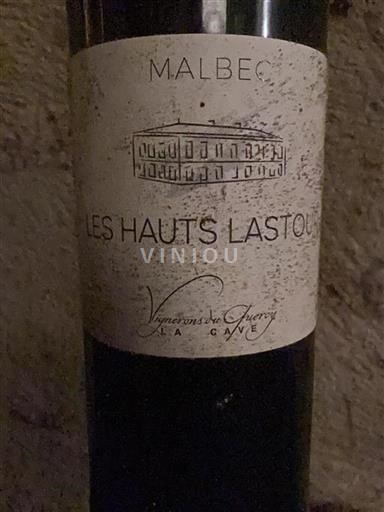 MALBEC
LES HAUTS LASTOU
VINIOU
Vignerons du Quercy
LA CAVE